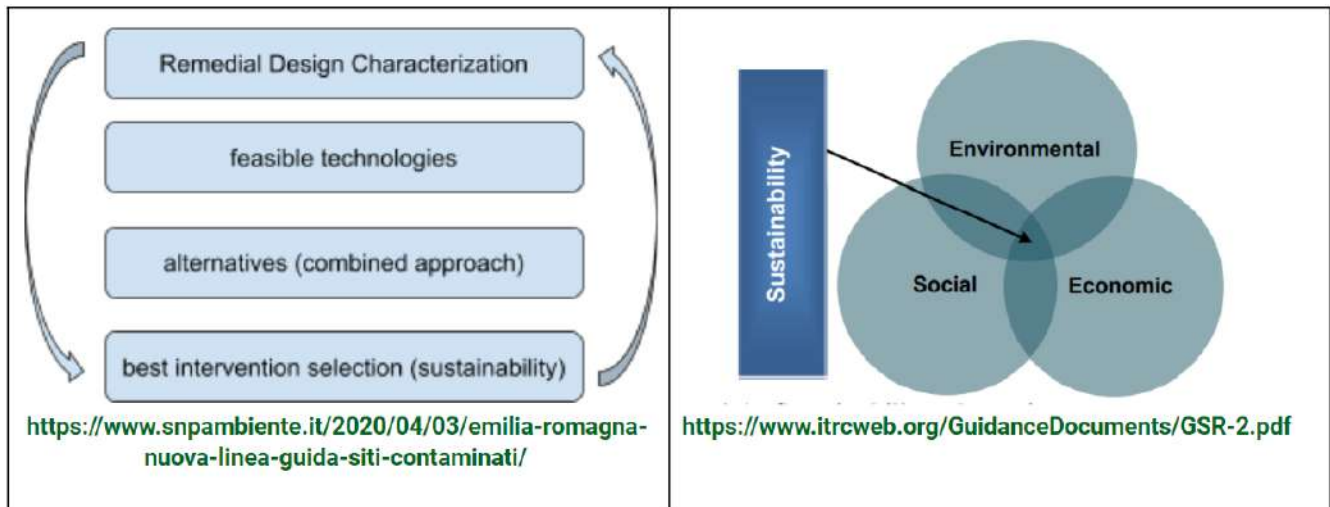 Remedial Design Characterization
feasible technologies
alternatives (combined approach)
best intervention selection (sustainability)
https://www.snpambiente.it/2020/04/03/emilia-romagna-
nuova-linea-guida-siti-contaminati/
Sustainability
Environmental
Social
Economic
https://www.itrcweb.org/GuidanceDocuments/GSR-2.pdf